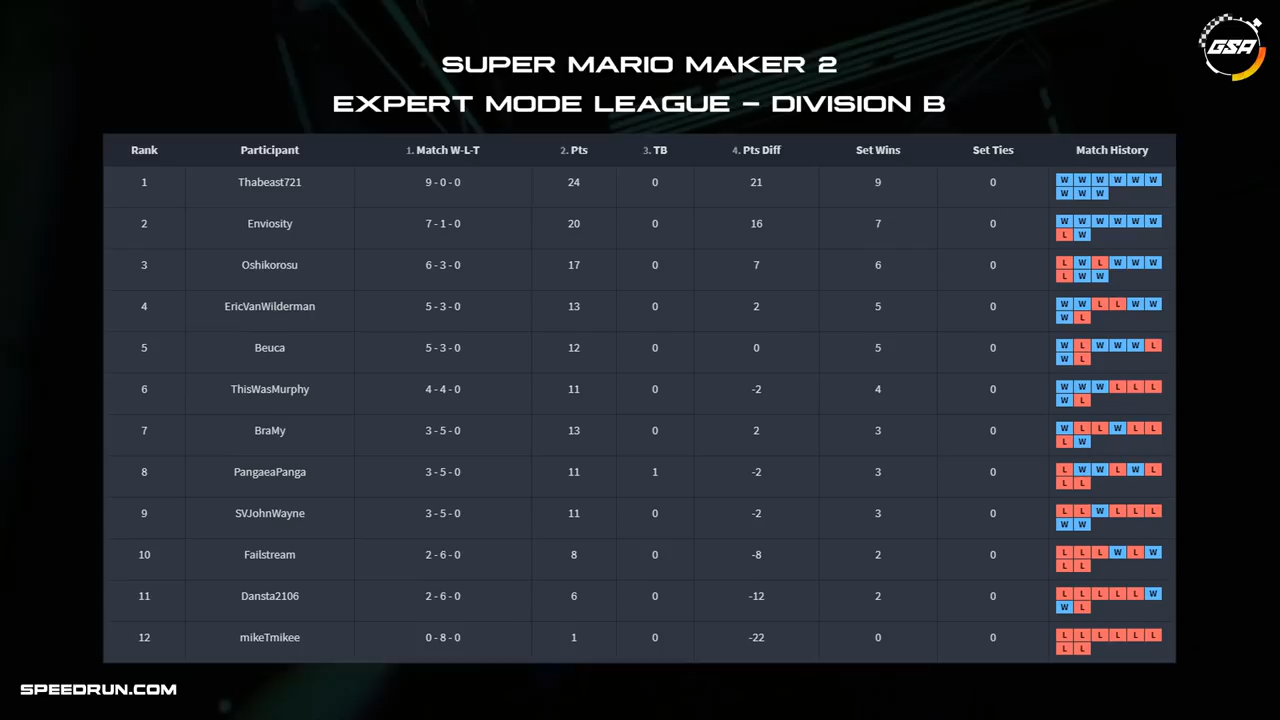 GSA
SUPER MARIO MAKER 2
EXPERT MODE LEAGUE – DIVISION B
Rank Participant 1. Match W-L-T 2. Pts 3. TB 4. Pts Diff Set Wins Set Ties Match History
1 Thabeast721 9 - 0 - 0 24 0 21 9 0 W W W W W W
W W W
2 Enviosity 7 - 1 - 0 20 0 16 7 0 W W W W W W
L W
3 Oshikorosu 6 - 3 - 0 17 0 7 6 0 L W L W W W
L W W
4 EricVanWilderman 5 - 3 - 0 13 0 2 5 0 W W L L W W
W L
5 Beuca 5 - 3 - 0 12 0 0 5 0 W L W W W L
W L
6 ThisWasMurphy 4 - 4 - 0 11 0 -2 4 0 W W W L L L
W L
7 BraMy 3 - 5 - 0 13 0 2 3 0 W L L W L L
L W
8 PangaeaPanga 3 - 5 - 0 11 1 -2 3 0 L W W L W L
L L
9 SVJohnWayne 3 - 5 - 0 11 0 -2 3 0 L L W L L L
W W
10 Failstream 2 - 6 - 0 8 0 -8 2 0 L L L W L W
L L
11 Dansta2106 2 - 6 - 0 6 0 -12 2 0 L L L L L W
W L
12 mikeTmikee 0 - 8 - 0 1 0 -22 0 0 L L L L L L
L L
SPEEDRUN.COM